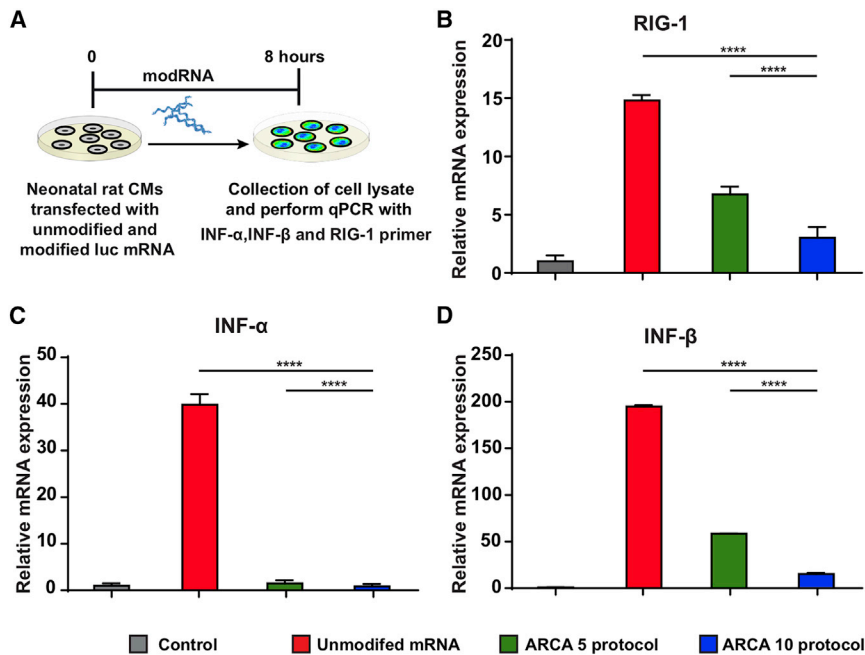 A
0
8 hours
modRNA
Neonatal rat CMs
transfected with
unmodified and
modified luc mRNA
Collection of cell lysate
and perform qPCR with
INF-α,INF-β and RIG-1 primer
B
RIG-1
Relative mRNA expression
20
15
10
5
0
****
****
C
INF-α
Relative mRNA expression
50
40
30
20
10
0
****
****
D
INF-β
Relative mRNA expression
250
200
150
100
50
0
****
****
Control
Unmodifed mRNA
ARCA 5 protocol
ARCA 10 protocol